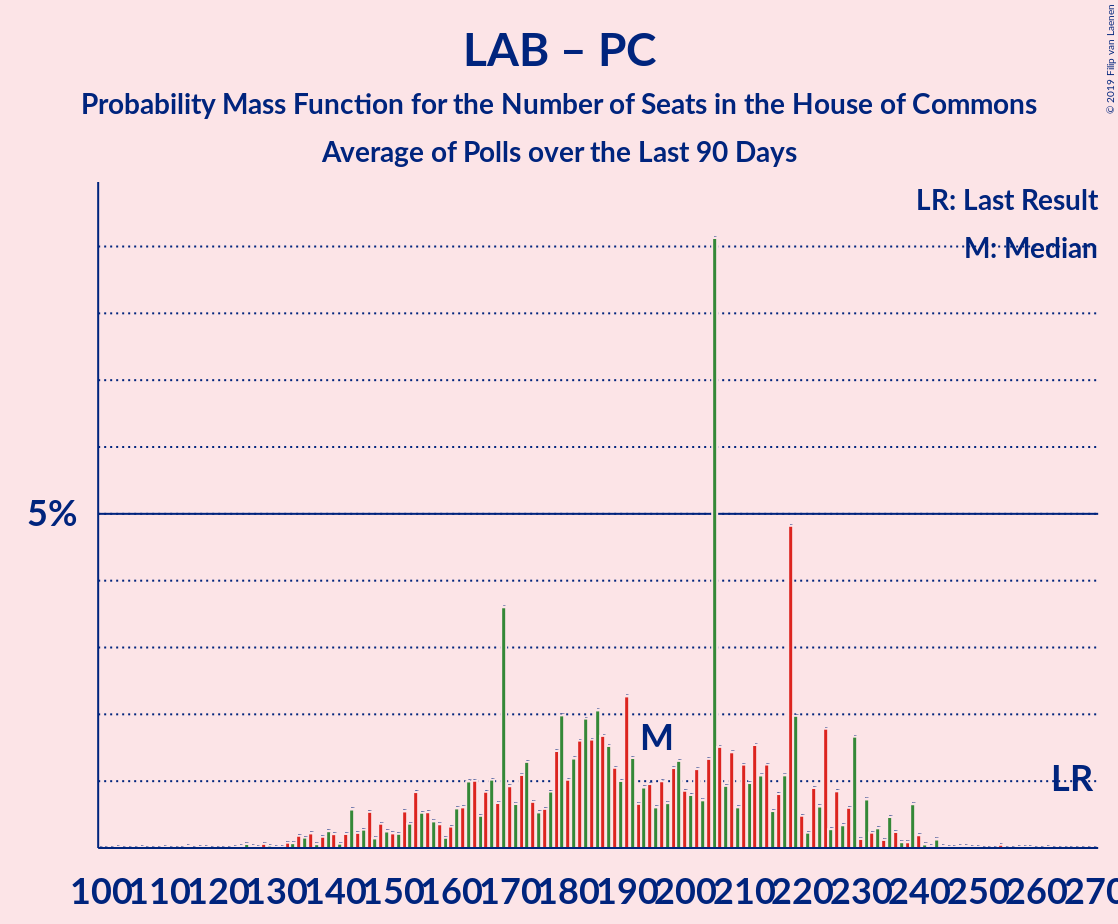 LAB – PC
Probability Mass Function for the Number of Seats in the House of Commons
Average of Polls over the Last 90 Days
© 2019 Filip van Laenen
LR: Last Result
M: Median
5%
M
LR
100 110 120 130 140 150 160 170 180 190 200 210 220 230 240 250 260 270